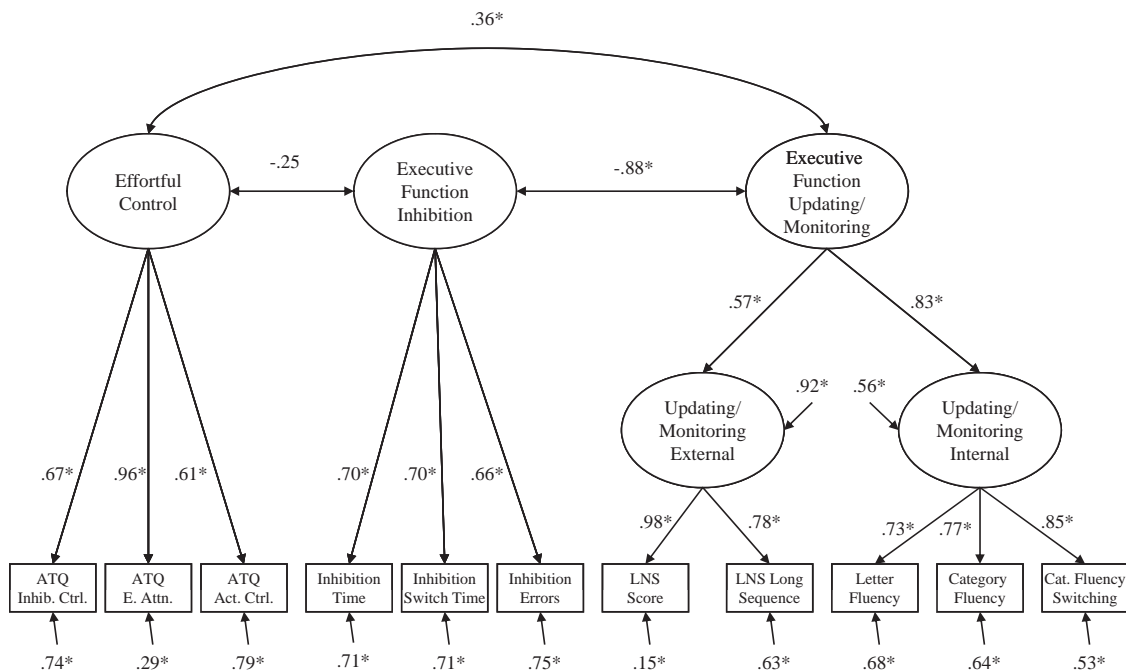 .36*
Effortful
Control
-.25
Executive
Function
Inhibition
-.88*
Executive
Function
Updating/
Monitoring
.57*
.83*
Updating/
Monitoring
External
.92*
.56*
Updating/
Monitoring
Internal
.67*
.96*
.61*
.70*
.70*
.66*
.98*
.78*
.73*
.77*
.85*
ATQ
Inhib. Ctrl.
ATQ
E. Attn.
ATQ
Act. Ctrl.
Inhibition
Time
Inhibition
Switch Time
Inhibition
Errors
LNS
Score
LNS Long
Sequence
Letter
Fluency
Category
Fluency
Cat. Fluency
Switching
.74*
.29*
.79*
.71*
.71*
.75*
.15*
.63*
.68*
.64*
.53*